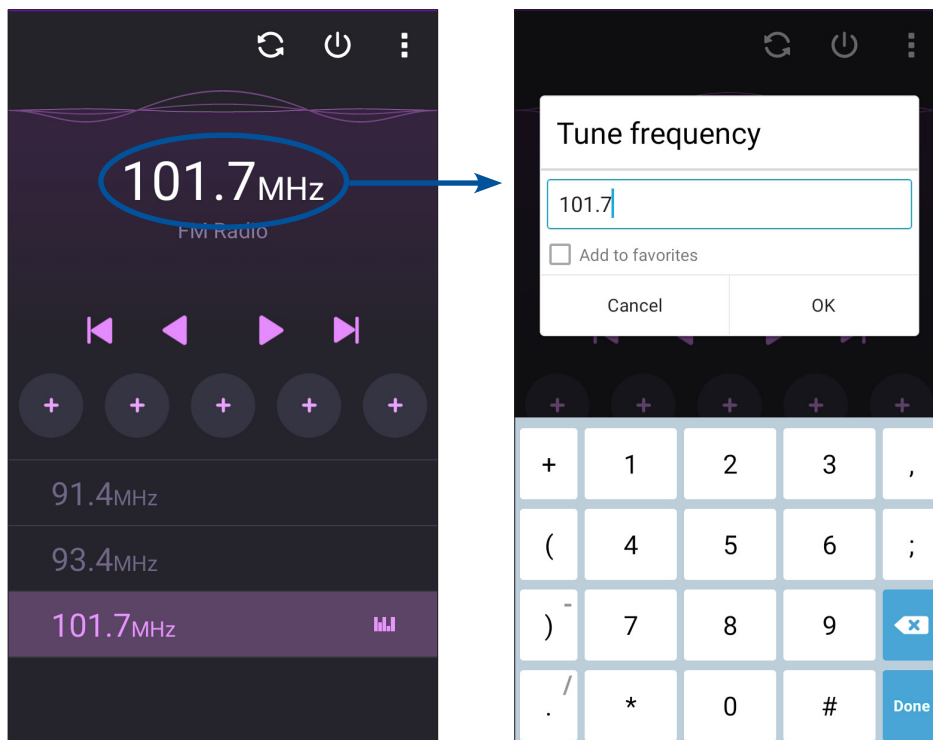 101.7MHz
FM Radio
+ + + + +
91.4MHz
93.4MHz
101.7MHz
Tune frequency
101.7
Add to favorites
Cancel OK
+ + + + +
+ 1 2 3 ,
( 4 5 6 ;
) - 7 8 9
. / * 0 # Done